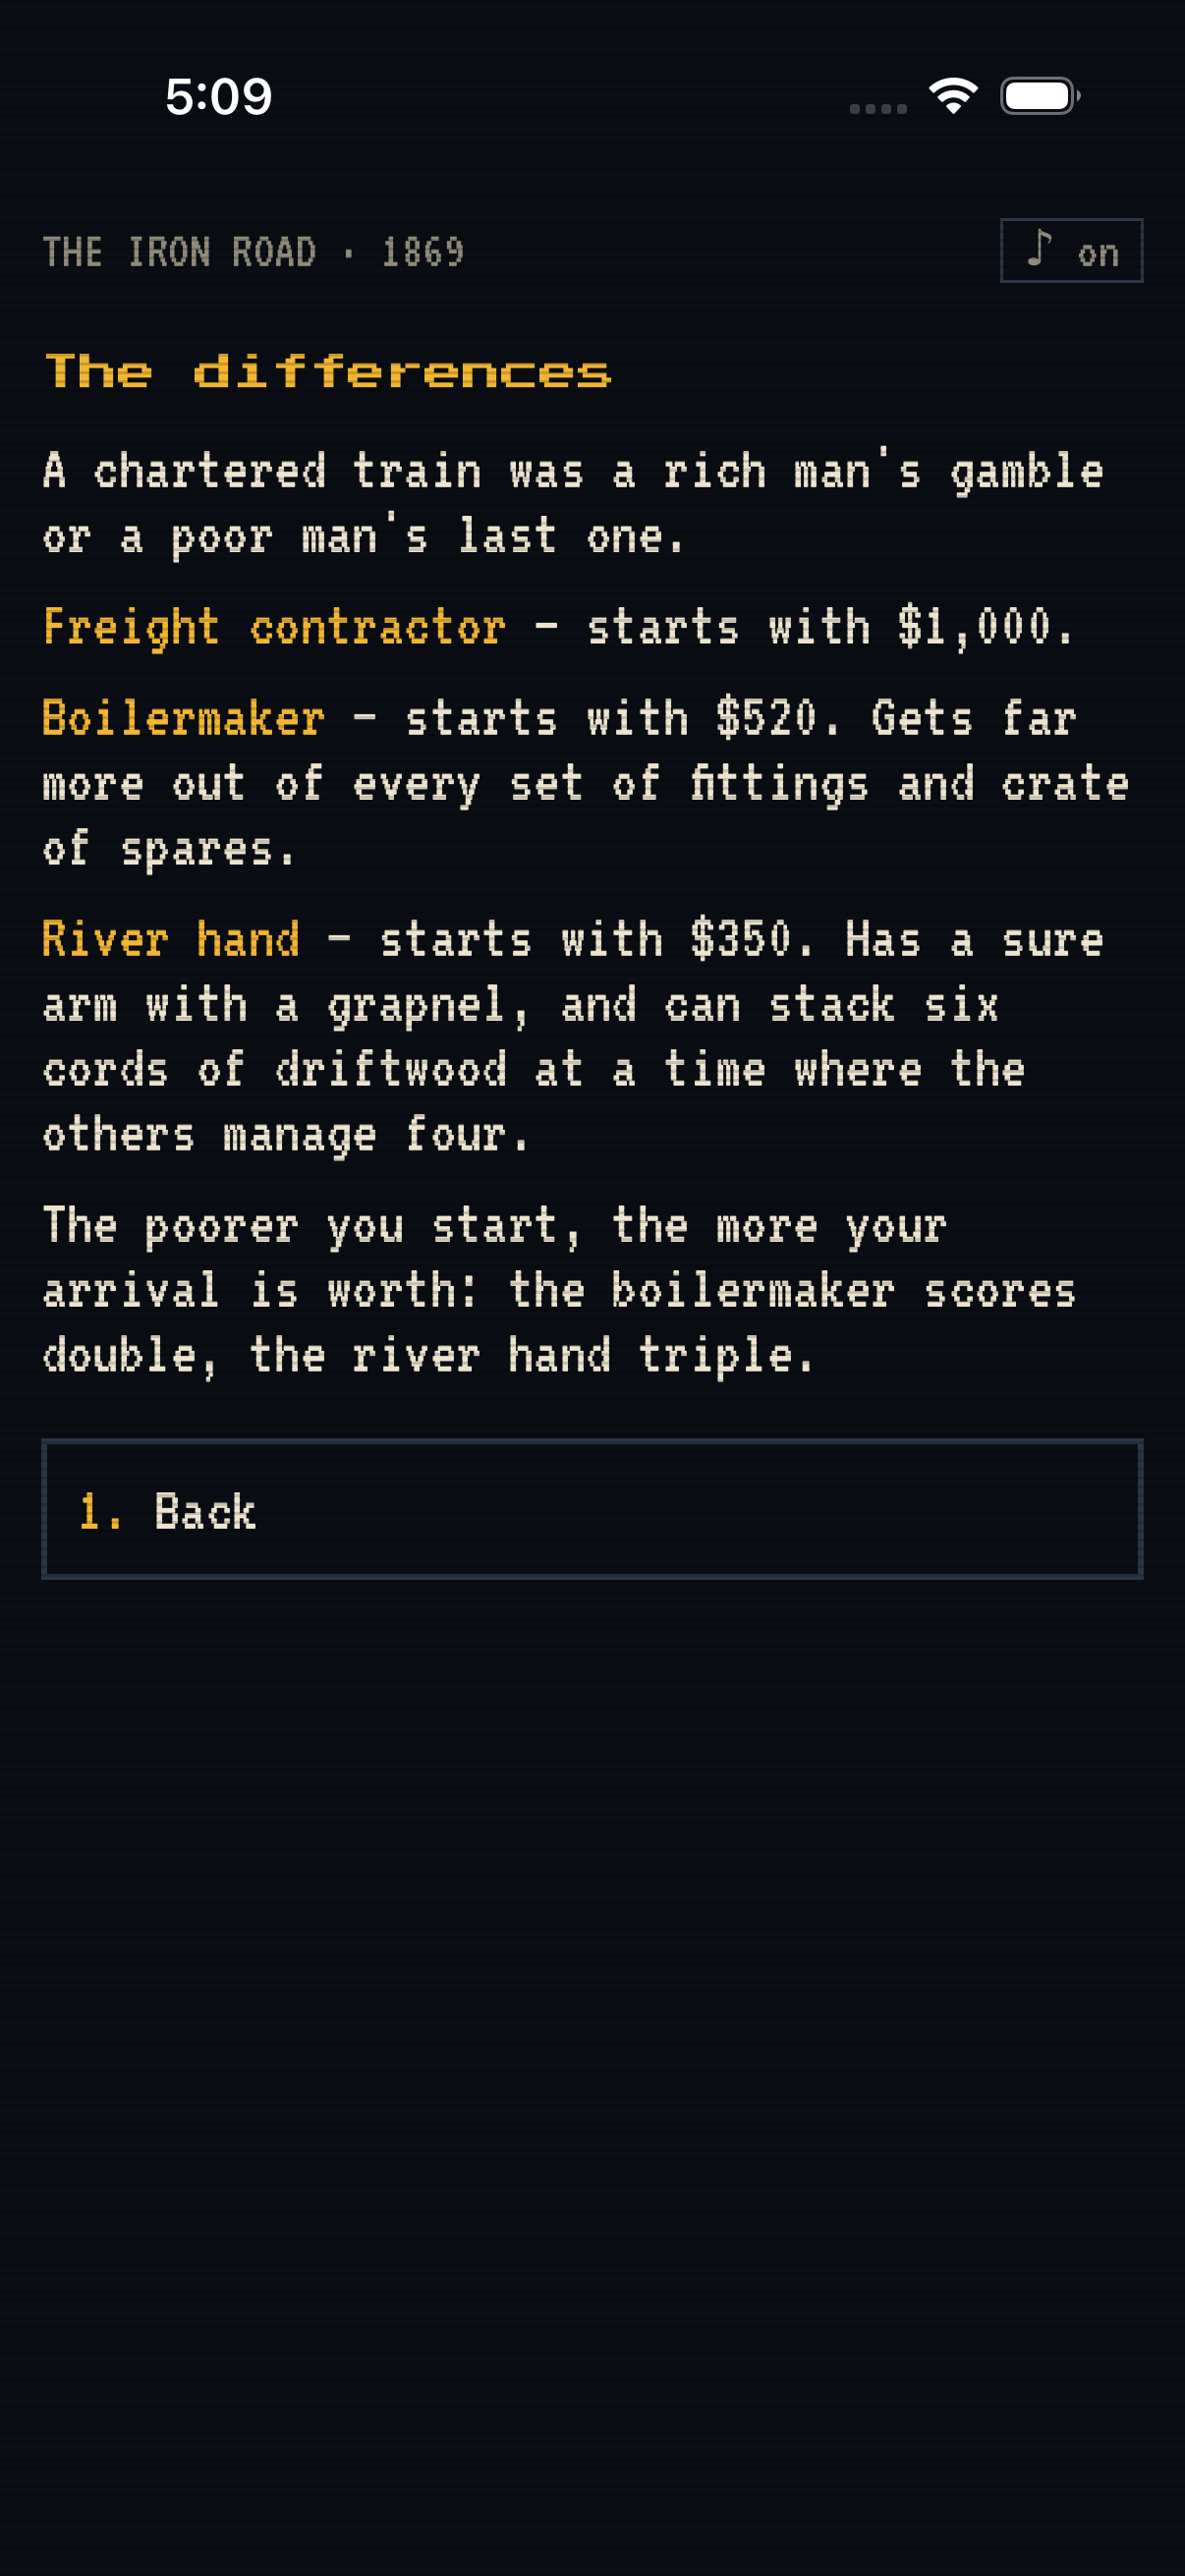 5:09
THE IRON ROAD · 1869
♪ on
The differences
A chartered train was a rich man's gamble
or a poor man's last one.
Freight contractor – starts with $1,000.
Boilermaker – starts with $520. Gets far
more out of every set of fittings and crate
of spares.
River hand – starts with $350. Has a sure
arm with a grapnel, and can stack six
cords of driftwood at a time where the
others manage four.
The poorer you start, the more your
arrival is worth: the boilermaker scores
double, the river hand triple.
1. Back